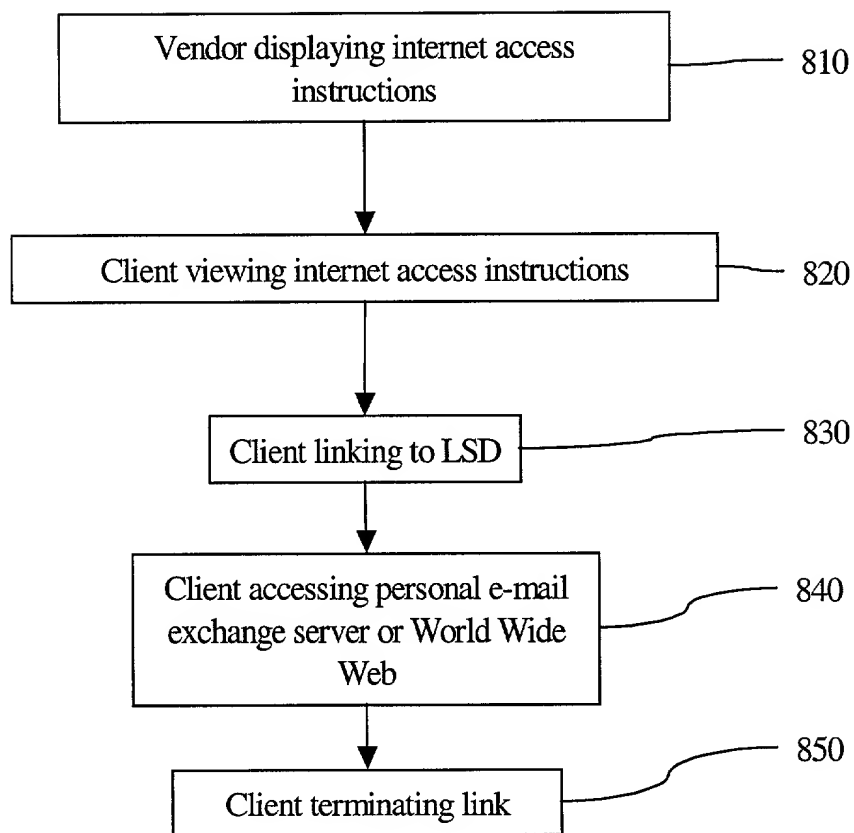 Vendor displaying internet access
instructions
810
Client viewing internet access instructions
820
Client linking to LSD
830
Client accessing personal e-mail
exchange server or World Wide
Web
840
Client terminating link
850